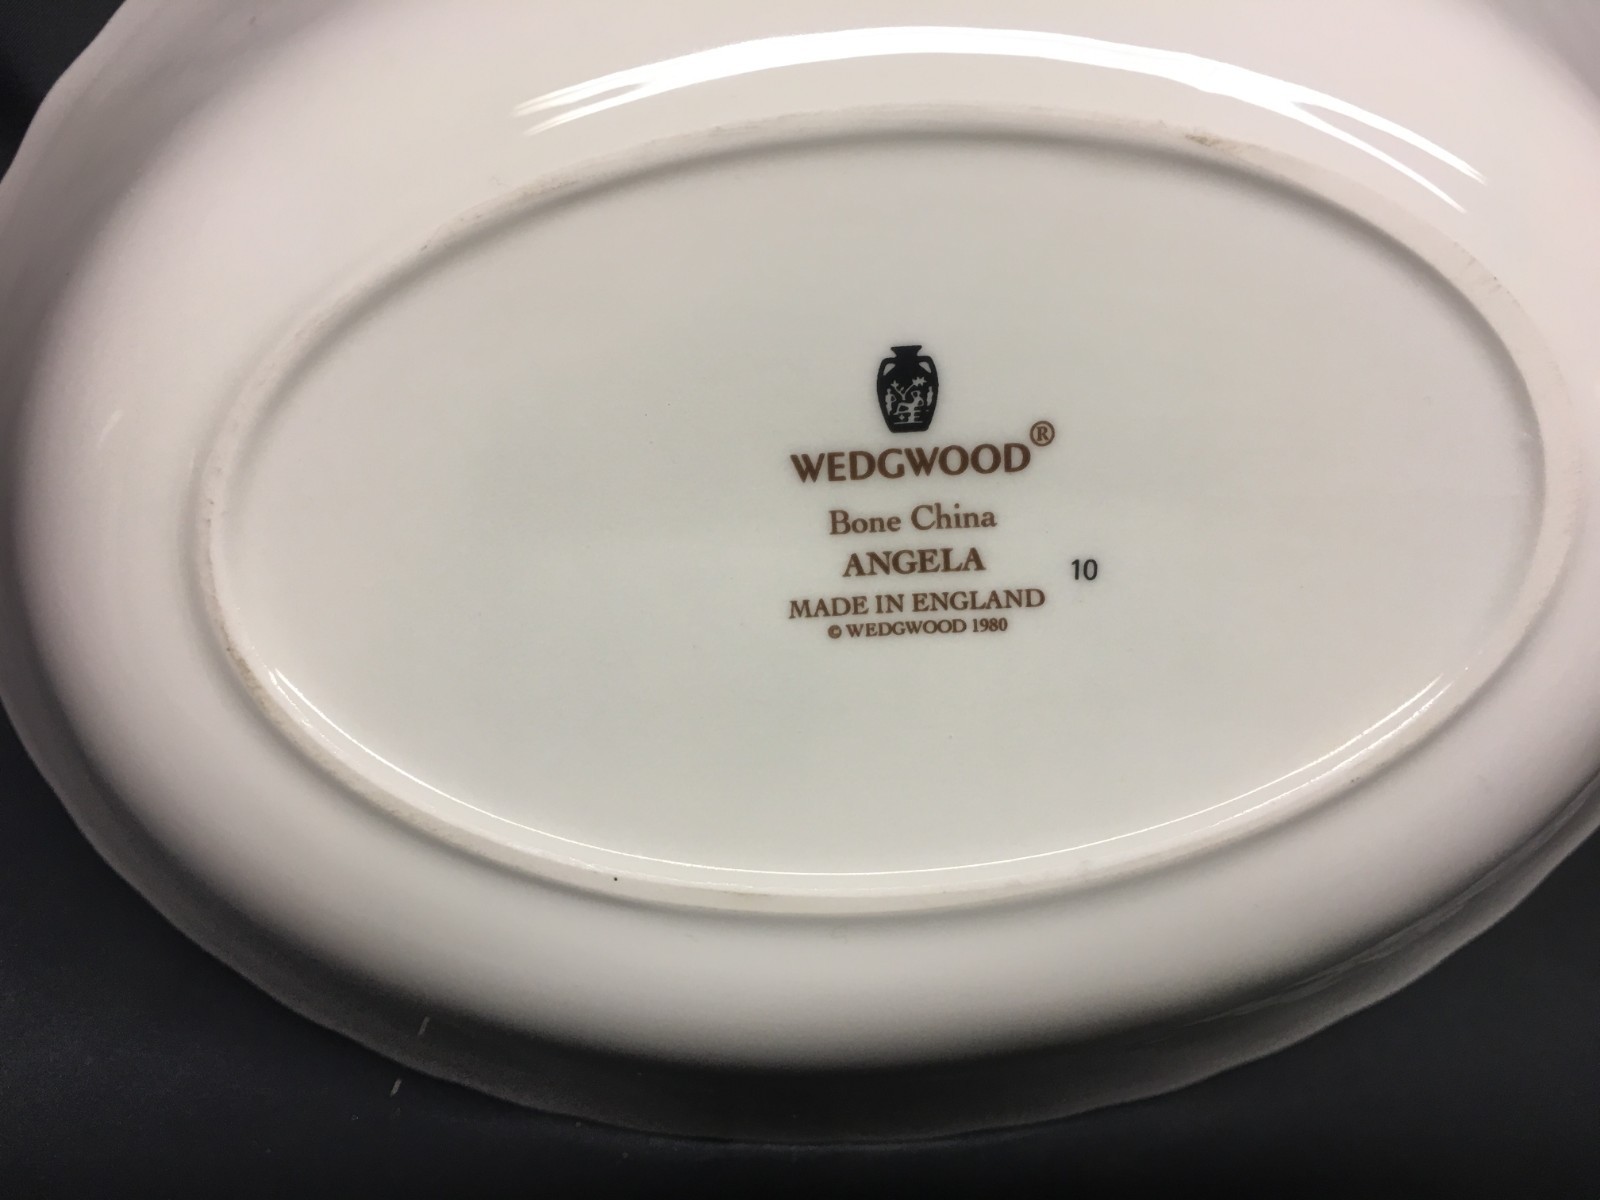 WEDGWOOD®
Bone China
ANGELA
10
MADE IN ENGLAND
© WEDGWOOD 1980